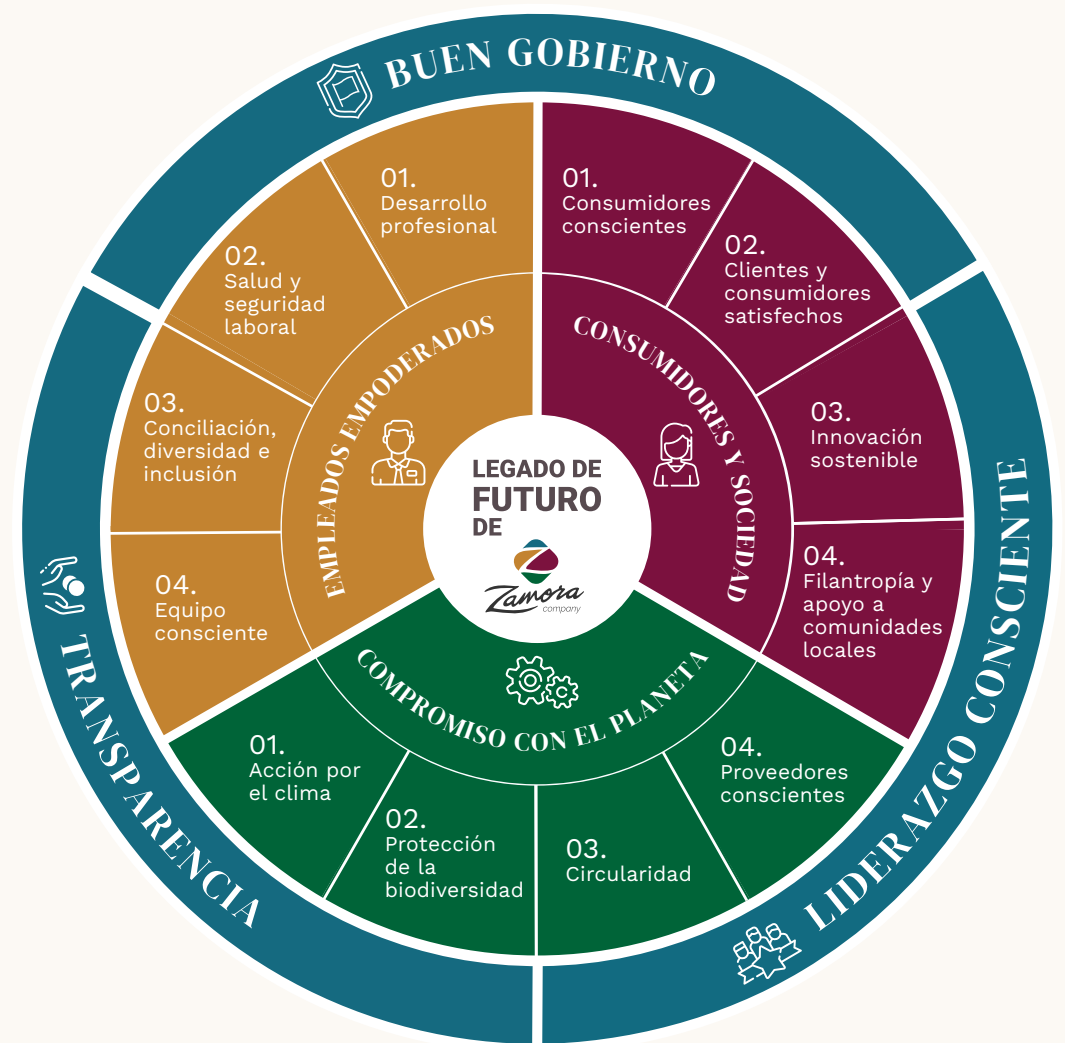 BUEN GOBIERNO
01.
Desarrollo
profesional
02.
Salud y
seguridad
laboral
03.
Conciliación,
diversidad e
inclusión
04.
Equipo
consciente
EMPLEADOS EMPODERADOS
01.
Consumidores
conscientes
02.
Clientes y
consumidores
satisfechos
03.
Innovación
sostenible
04.
Filantropía y
apoyo a
comunidades
locales
CONSUMIDORES Y SOCIEDAD
LEGADO DE
FUTURO
DE
Zamora
company
COMPROMISO CON EL PLANETA
01.
Acción por
el clima
02.
Protección
de la
biodiversidad
03.
Circularidad
04.
Proveedores
conscientes
TRANSPARENCIA
LIDERAZGO CONSCIENTE